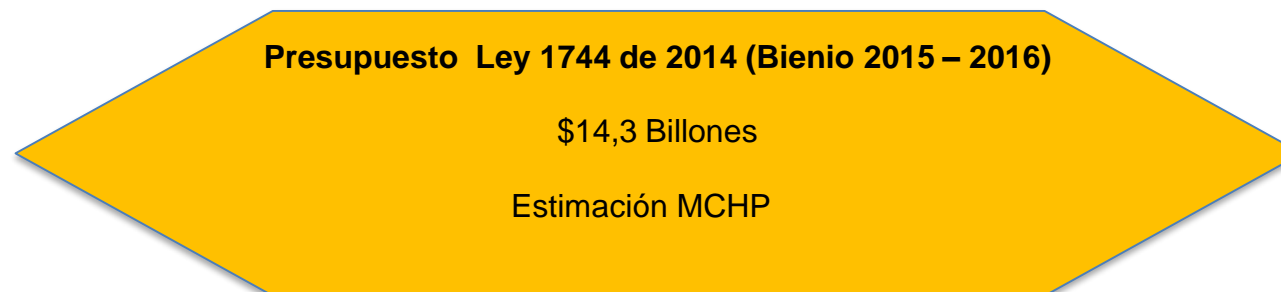 Presupuesto Ley 1744 de 2014 (Bienio 2015 – 2016)
$14,3 Billones
Estimación MCHP